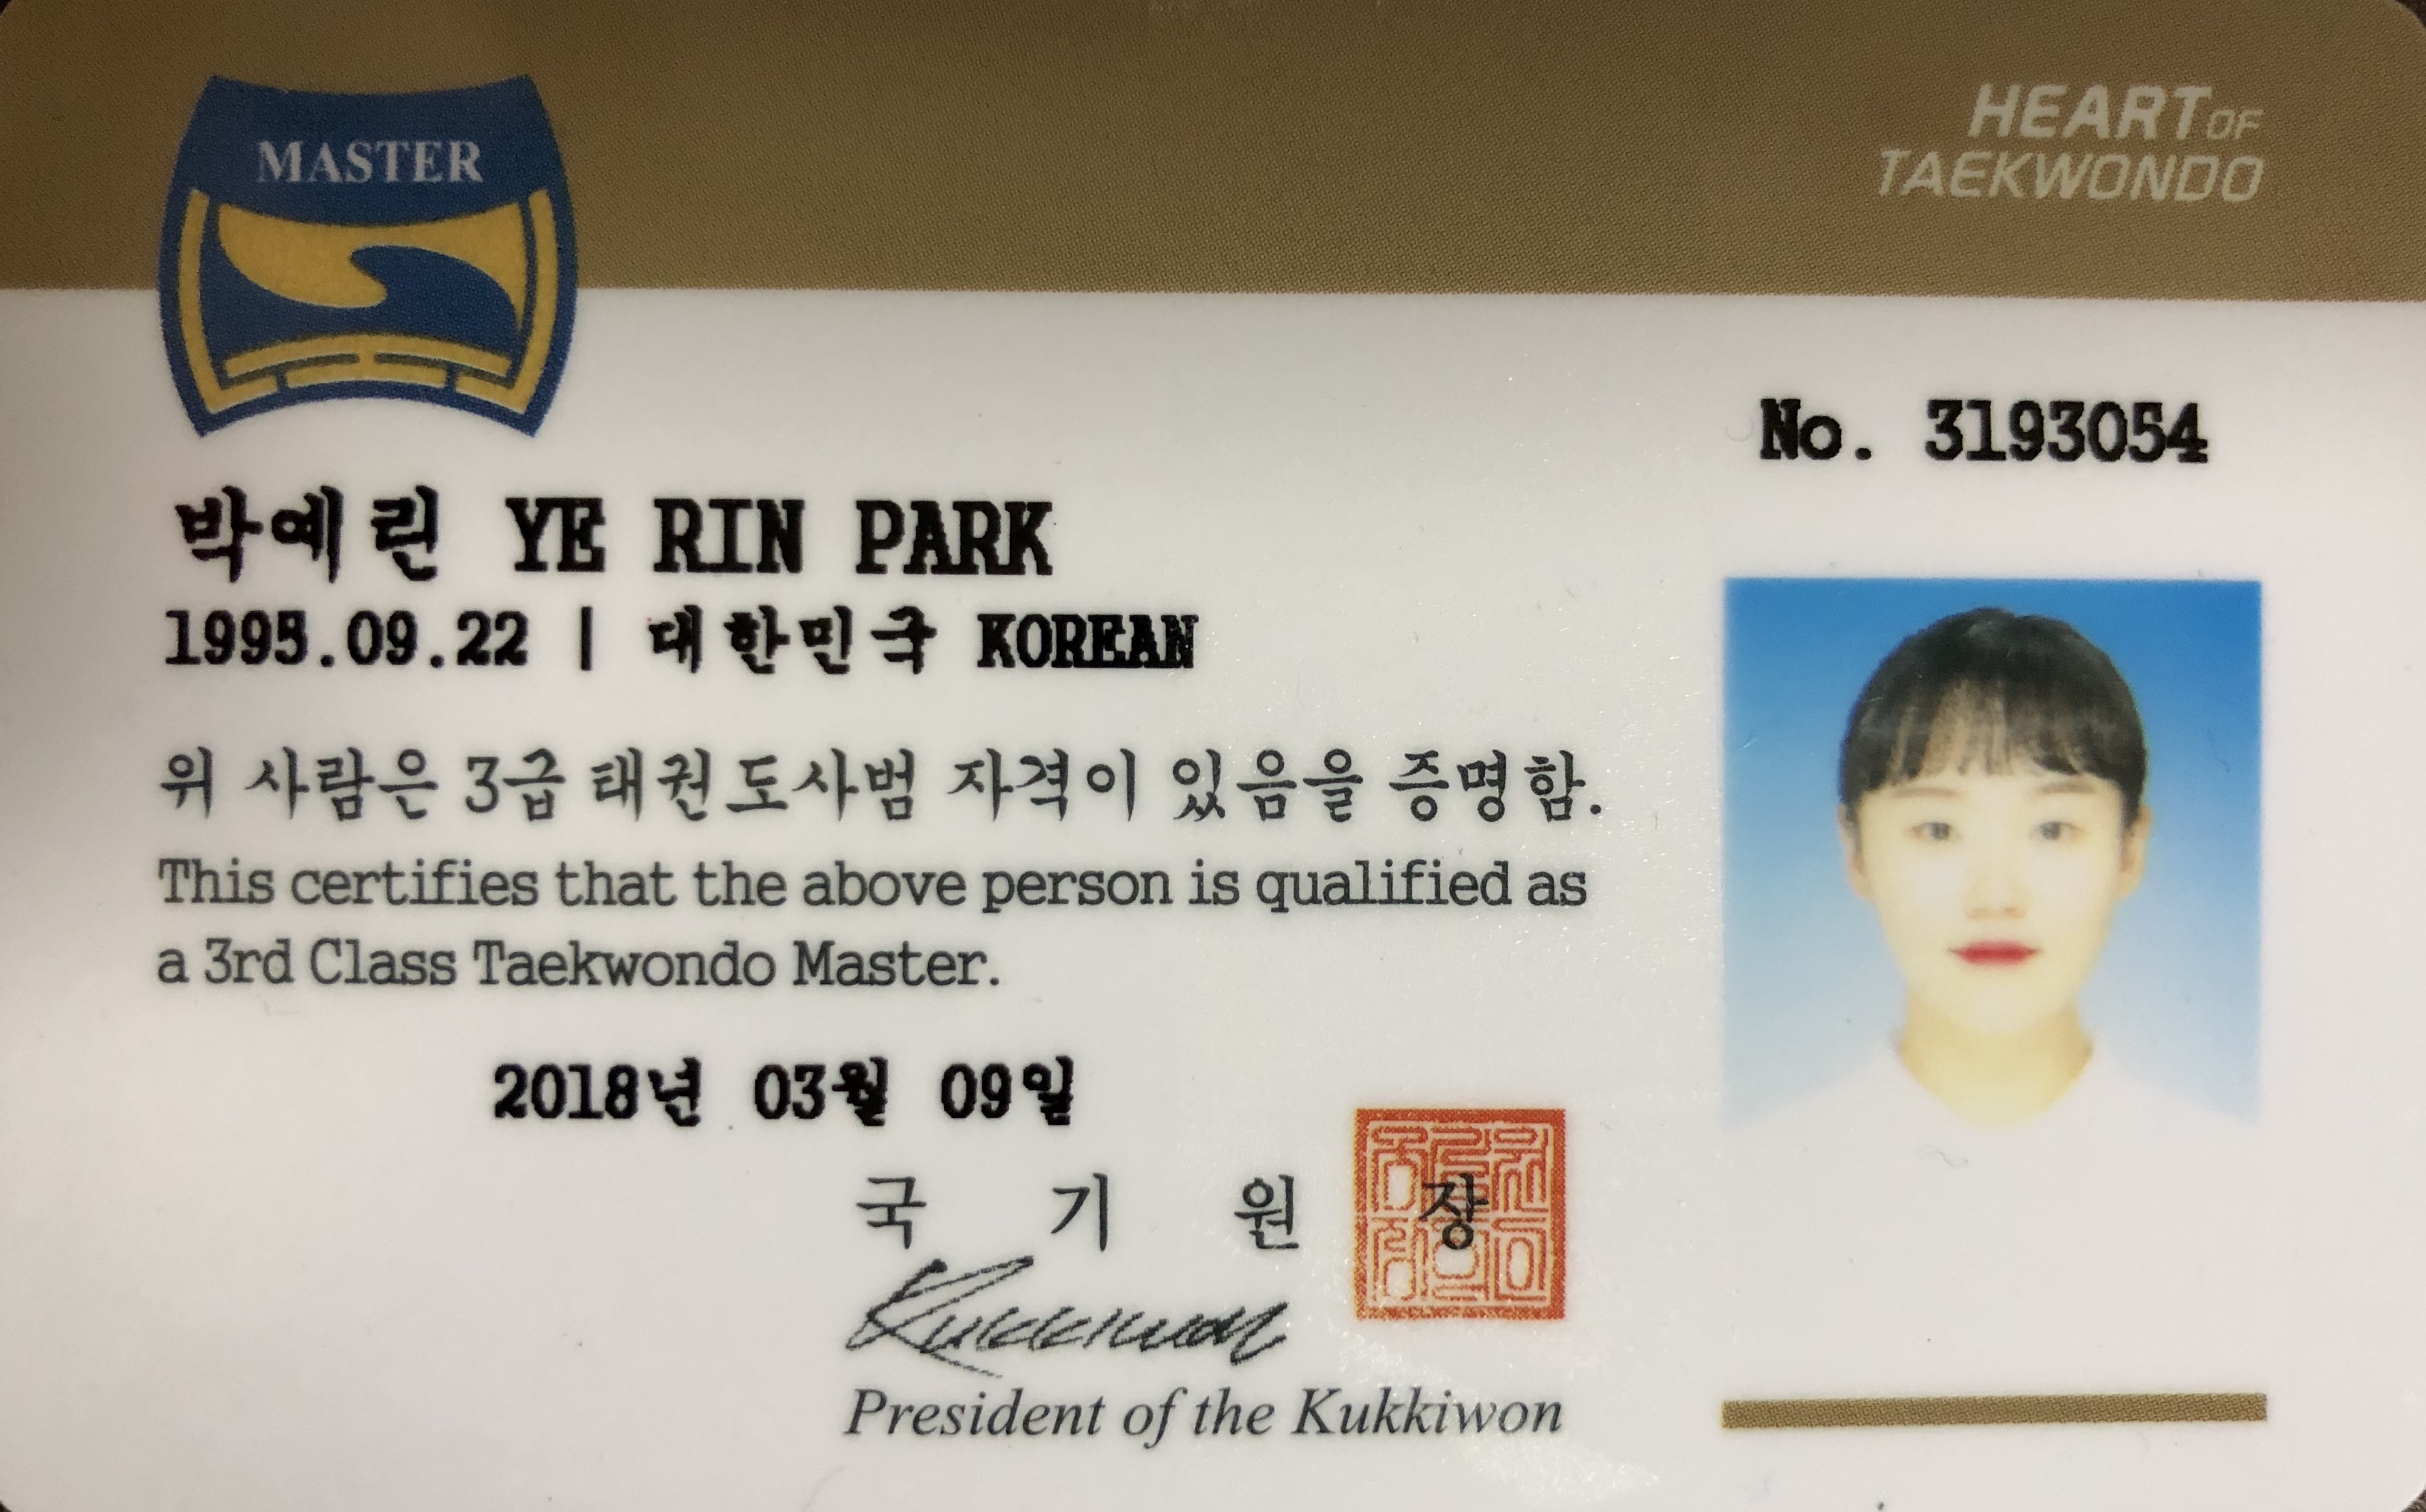 MASTER
HEART OF
TAEKWONDO
No. 3193054
박예린 YE RIN PARK
1995.09.22 | 대한민국 KOREAN
위 사람은 3급 태권도사범 자격이 있음을 증명함.
This certifies that the above person is qualified as
a 3rd Class Taekwondo Master.
2018년 03월 09일
국 기 원 장
Kukkiwon
President of the Kukkiwon